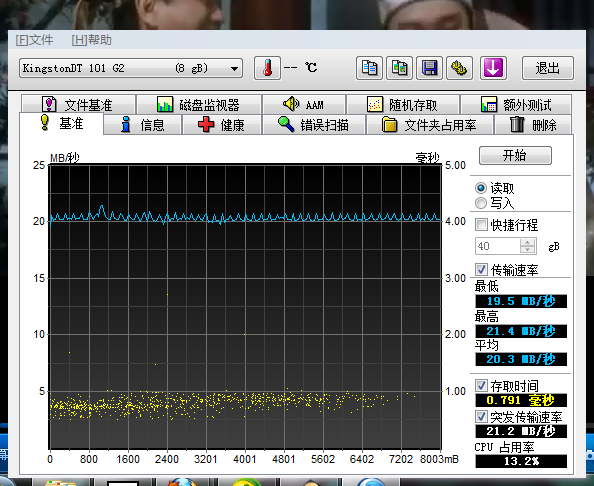 [F]文件 [H]帮助
KingstonDT 101 G2 (8 gB) -- ℃ 退出
文件基准 磁盘监视器 AAM 随机存取 额外测试
基准 信息 健康 错误扫描 文件夹占用率 删除
MB/秒 毫秒
25 5.00
20 4.00
15 3.00
10 2.00
5 1.00
0 800 1600 2400 3201 4001 4801 5602 6402 7202 8003mB
开始
读取
写入
快捷行程
40 gB
传输速率
最低
19.5 MB/秒
最高
21.4 MB/秒
平均
20.3 MB/秒
存取时间
0.791 毫秒
突发传输速率
21.2 MB/秒
CPU 占用率
13.2%